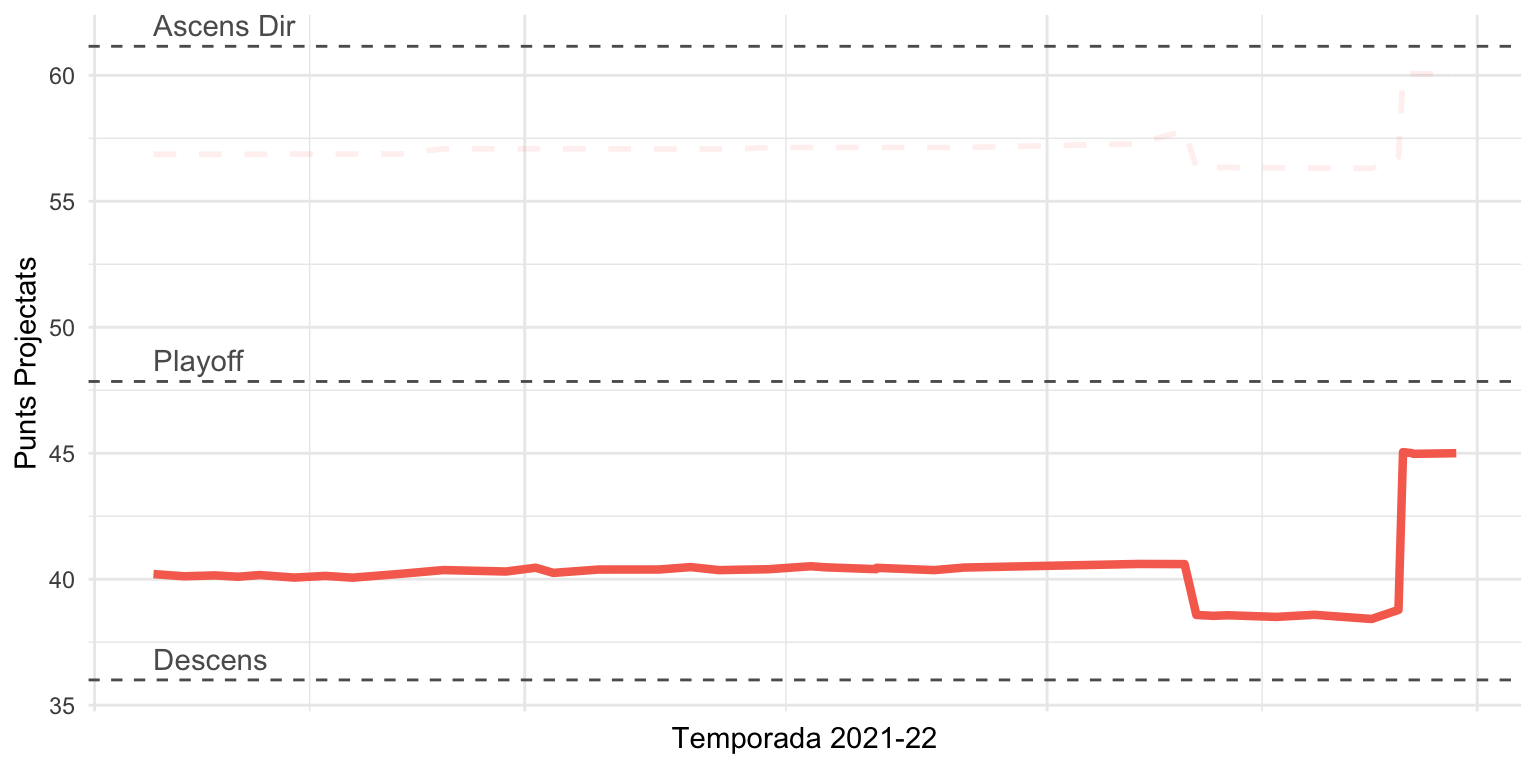 Ascens Dir
60
55
50
Playoff
45
40
Descens
35
Punts Projectats
Temporada 2021-22